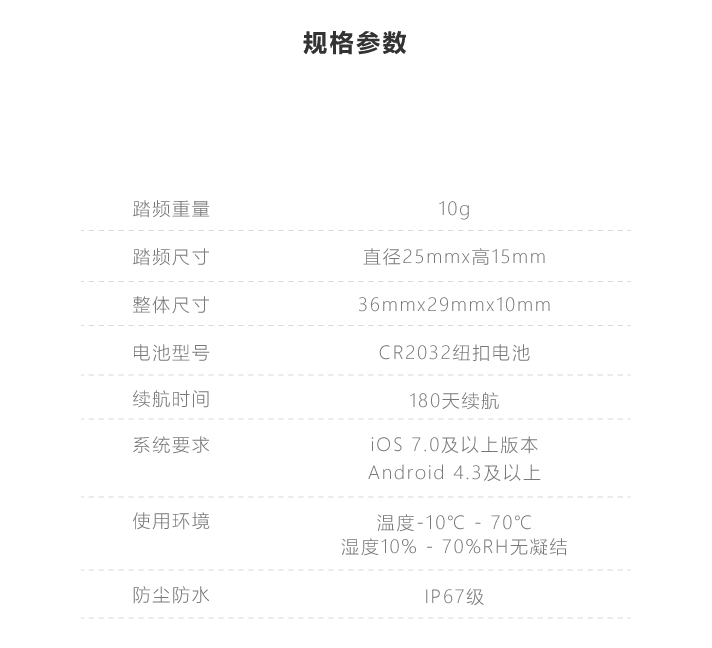 规格参数
踏频重量 10g
踏频尺寸 直径25mmx高15mm
整体尺寸 36mmx29mmx10mm
电池型号 CR2032纽扣电池
续航时间 180天续航
系统要求 iOS 7.0及以上版本
Android 4.3及以上
使用环境 温度-10℃ - 70℃
湿度10% - 70%RH无凝结
防尘防水 IP67级